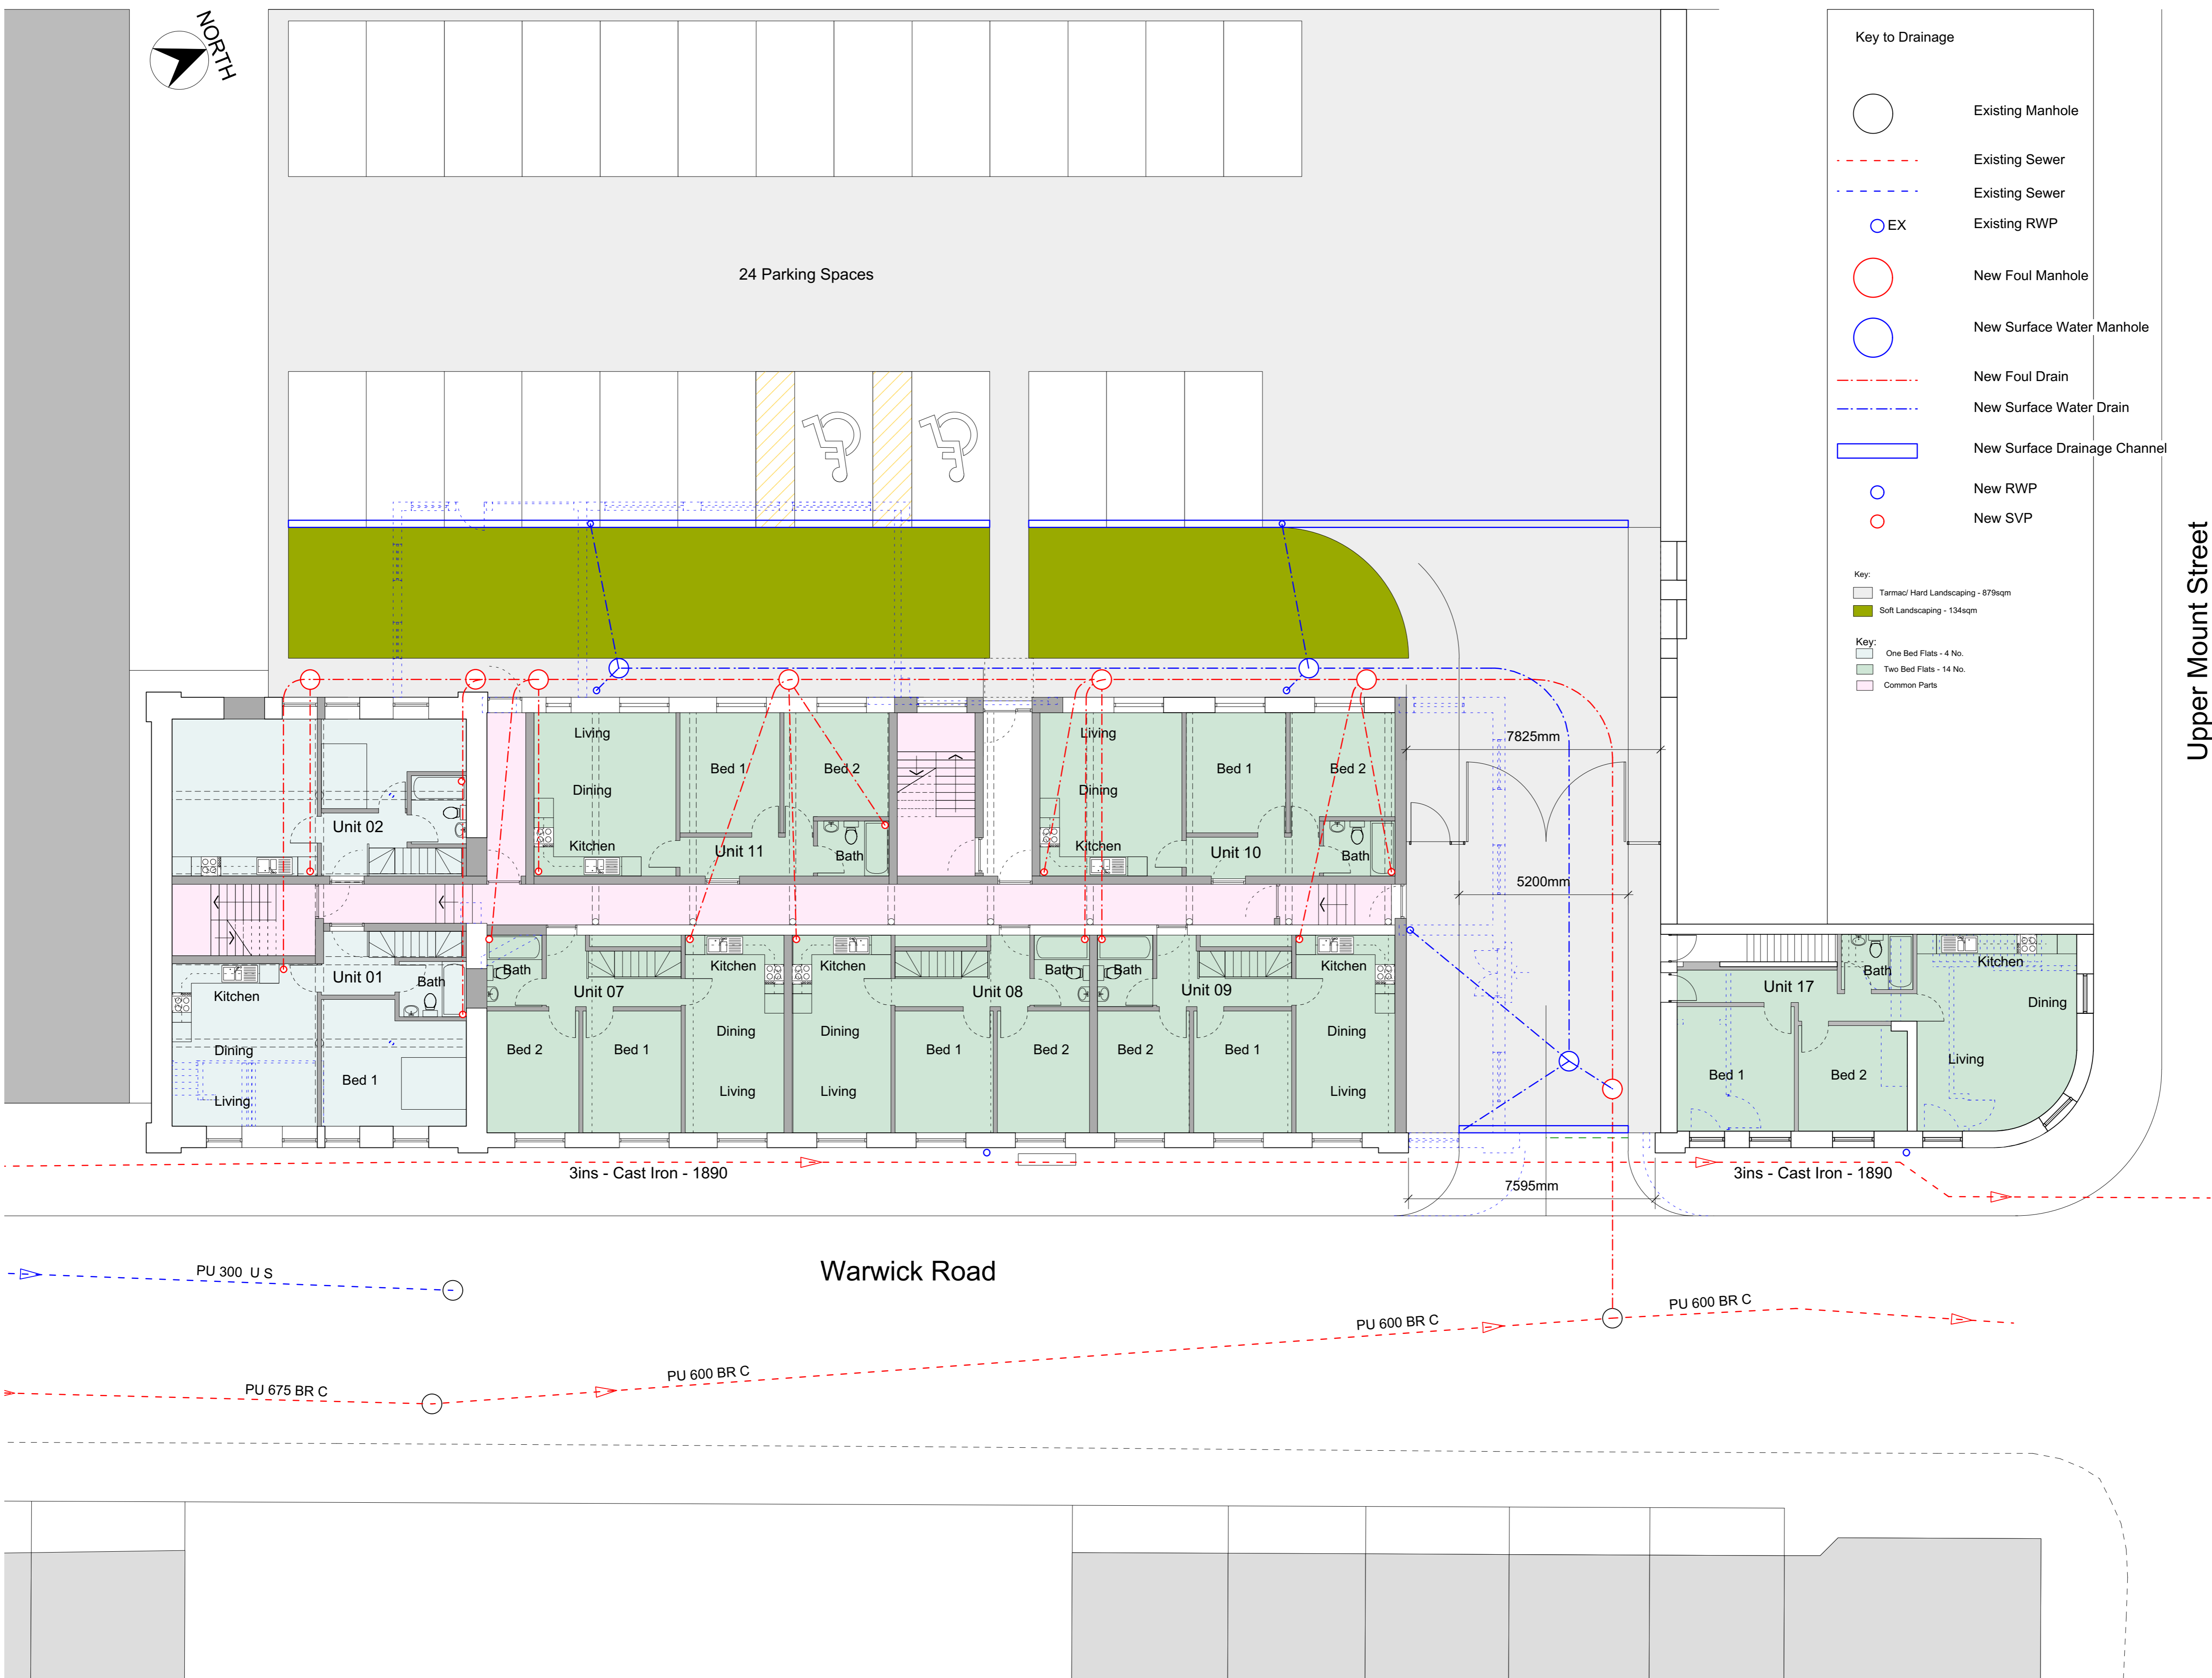 NORTH
24 Parking Spaces
Key to Drainage
Existing Manhole
Existing Sewer
Existing Sewer
EX
Existing RWP
New Foul Manhole
New Surface Water Manhole
New Foul Drain
New Surface Water Drain
New Surface Drainage Channel
New RWP
New SVP
Key:
Tarmac/ Hard Landscaping - 879sqm
Soft Landscaping - 134sqm
Key:
One Bed Flats - 4 No.
Two Bed Flats - 14 No.
Common Parts
Upper Mount Street
Unit 02
Living
Dining
Kitchen
Bed 1
Bed 2
Unit 11
Bath
Living
Dining
Kitchen
Bed 1
Bed 2
Unit 10
Bath
7825mm
5200mm
Unit 01
Kitchen
Bath
Dining
Bed 1
Living
Bath
Unit 07
Kitchen
Bed 2
Bed 1
Dining
Living
Kitchen
Unit 08
Bath
Dining
Bed 1
Bed 2
Living
Bath
Unit 09
Kitchen
Bed 2
Bed 1
Dining
Living
Unit 17
Bath
Kitchen
Dining
Bed 1
Bed 2
Living
3ins - Cast Iron - 1890
7595mm
3ins - Cast Iron - 1890
Warwick Road
PU 300 U S
PU 675 BR C
PU 600 BR C
PU 600 BR C
PU 600 BR C